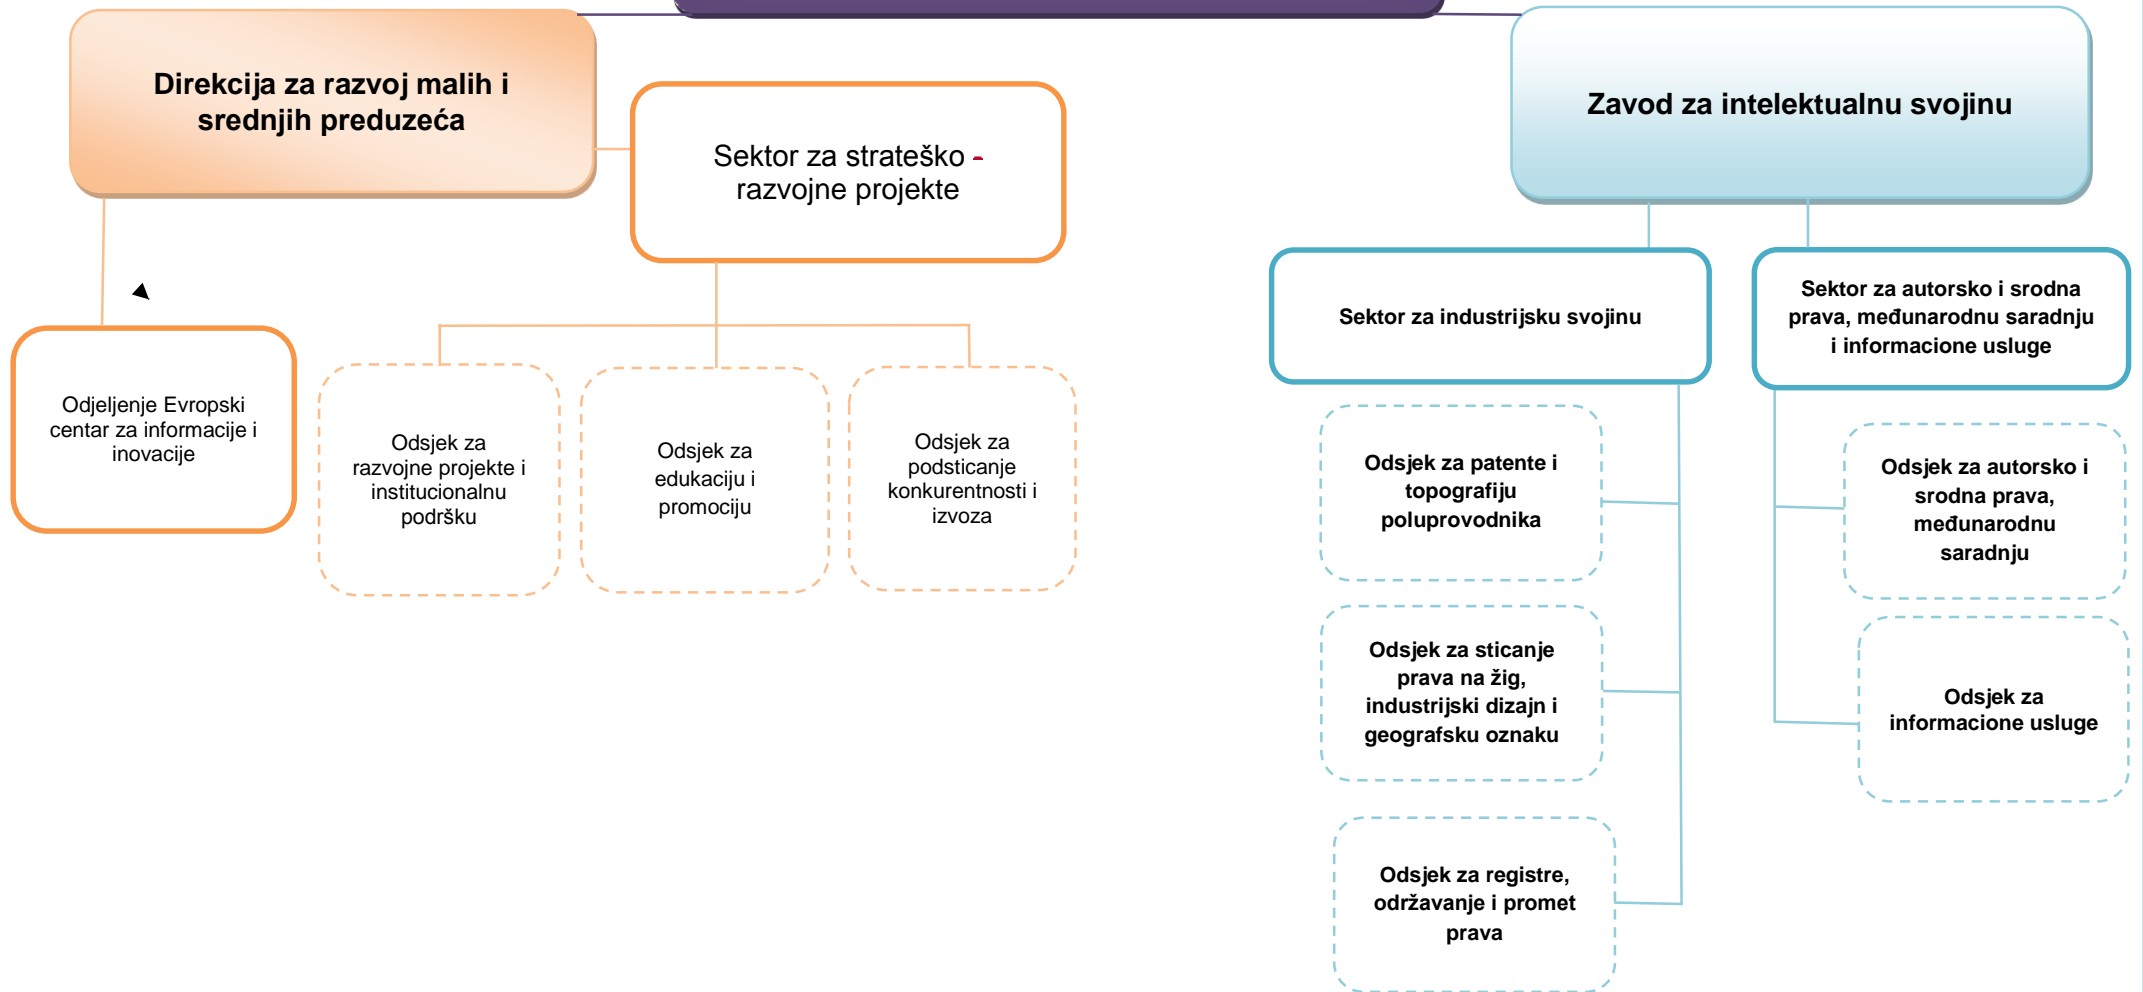 Direkcija za razvoj malih i
srednjih preduzeća
Sektor za strateško -
razvojne projekte
Odjeljenje Evropski
centar za informacije i
inovacije
Odsjek za
razvojne projekte i
institucionalnu
podršku
Odsjek za
edukaciju i
promociju
Odsjek za
podsticanje
konkurentnosti i
izvoza
Zavod za intelektualnu svojinu
Sektor za industrijsku svojinu
Odsjek za patente i
topografiju
poluprovodnika
Odsjek za sticanje
prava na žig,
industrijski dizajn i
geografsku oznaku
Odsjek za registre,
održavanje i promet
prava
Sektor za autorsko i srodna
prava, međunarodnu saradnju
i informacione usluge
Odsjek za autorsko i
srodna prava,
međunarodnu
saradnju
Odsjek za
informacione usluge